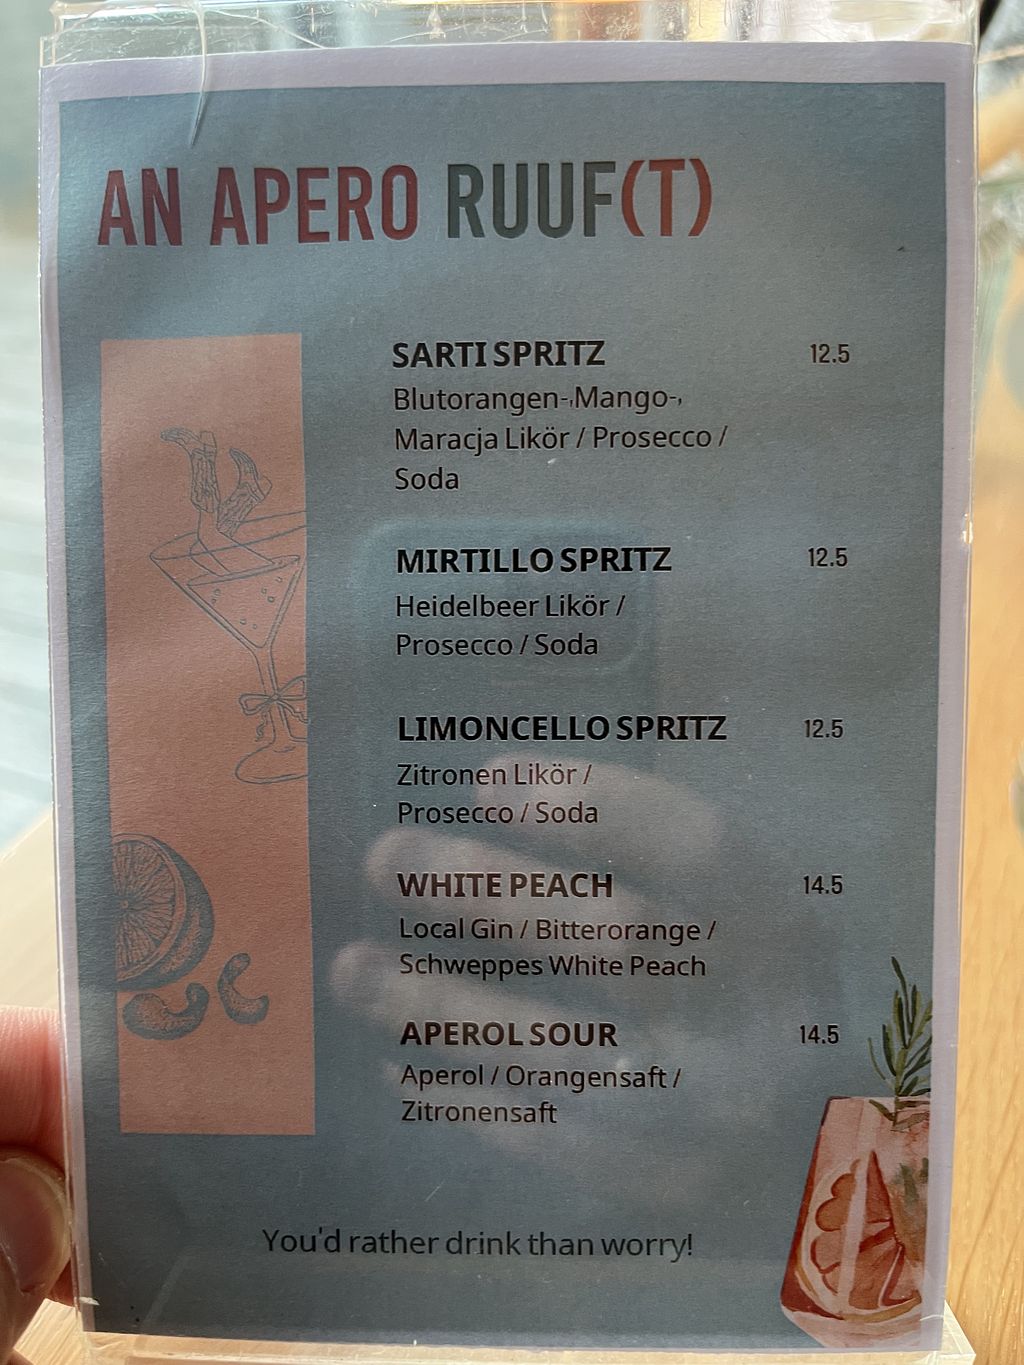 AN APERO RUUF(T)
SARTI SPRITZ 12.5
Blutorangen-,Mango-,
Maracja Likör / Prosecco /
Soda
MIRTILLO SPRITZ 12.5
Heidelbeer Likör /
Prosecco / Soda
LIMONCELLO SPRITZ 12.5
Zitronen Likör /
Prosecco / Soda
WHITE PEACH 14.5
Local Gin / Bitterorange /
Schweppes White Peach
APEROL SOUR 14.5
Aperol / Orangensaft /
Zitronensaft
You'd rather drink than worry!